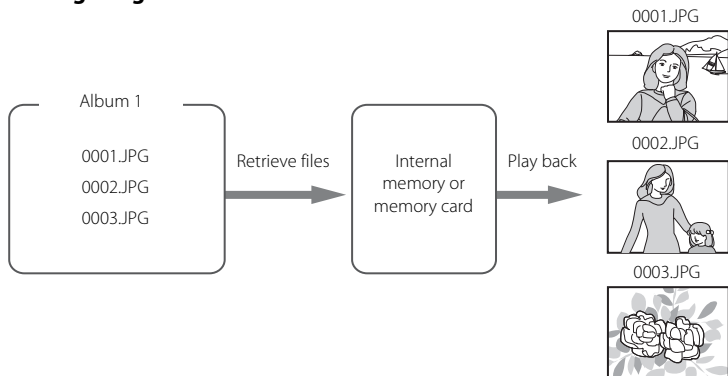 Album 1
0001.JPG
0002.JPG
0003.JPG
Retrieve files
Internal
memory or
memory card
Play back
0001.JPG
0002.JPG
0003.JPG